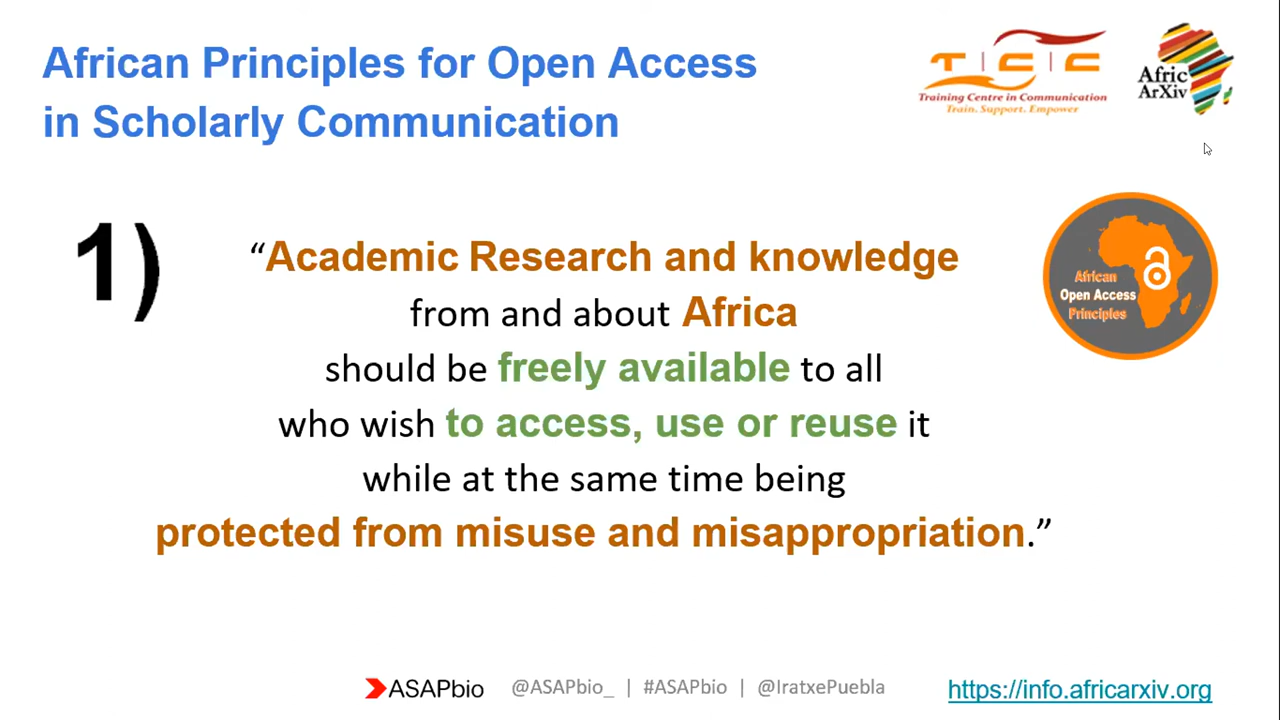 African Principles for Open Access
in Scholarly Communication
T | C | C
Training Centre in Communication
Train. Support. Empower
Afric
ArXiv
1)
“Academic Research and knowledge
from and about Africa
should be freely available to all
who wish to access, use or reuse it
while at the same time being
protected from misuse and misappropriation.”
African
Open Access
Principles
ASAPbio
@ASAPbio_ | #ASAPbio | @IratxePuebla
https://info.africarxiv.org